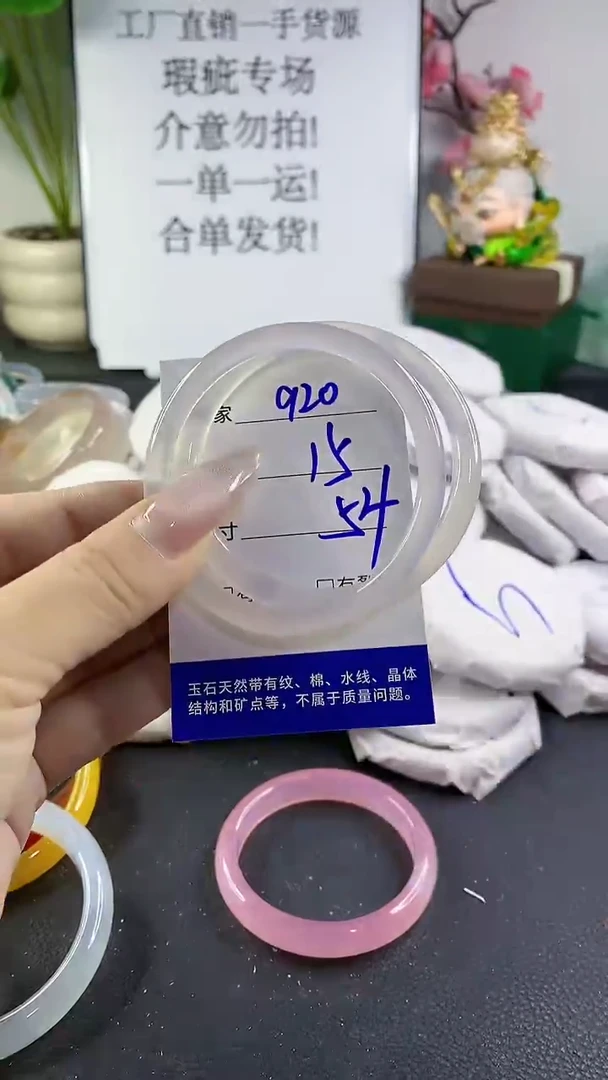 工厂直销一手货源
瑕疵专场
介意勿拍!
一单一运!
合单发货!
家 920
15
寸 54
玉石天然带有纹、棉、水线、晶体
结构和矿点等，不属于质量问题。